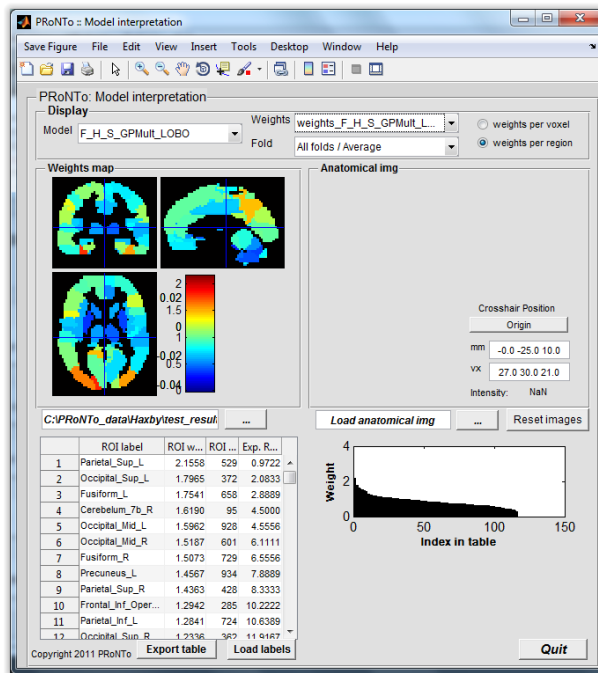 PRoNTo :: Model interpretation
Save Figure File Edit View Insert Tools Desktop Window Help
PRoNTo: Model interpretation
Display
Model F_H_S_GPMult_LOBO
Weights weights_F_H_S_GPMult_L...
Fold All folds / Average
weights per voxel
weights per region
Weights map
2
0.02
1.5
0
1
-0.02
0.5
-0.04
0
Anatomical img
Crosshair Position
Origin
mm -0.0 -25.0 10.0
vx 27.0 30.0 21.0
Intensity: NaN
C:\PRoNTo_data\Haxby\test_resul ...
Load anatomical img ... Reset images
ROI label ROI w... ROI ... Exp. R...
1 Parietal_Sup_L 2.1558 529 0.9722
2 Occipital_Sup_L 1.7965 372 2.0833
3 Fusiform_L 1.7541 658 2.8889
4 Cerebelum_7b_R 1.6190 95 4.5000
5 Occipital_Mid_L 1.5962 928 4.5556
6 Occipital_Mid_R 1.5187 601 6.1111
7 Fusiform_R 1.5073 729 6.5556
8 Precuneus_L 1.4567 934 7.8889
9 Parietal_Sup_R 1.4363 428 8.3333
10 Frontal_Inf_Oper... 1.2942 285 10.2222
11 Parietal_Inf_L 1.2841 724 10.6389
12 Occipital_Sup_R 1.2336 362 11.9167
Weight
4
2
0
0 50 100 150
Index in table
Copyright 2011 PRoNTo Export table Load labels
Quit